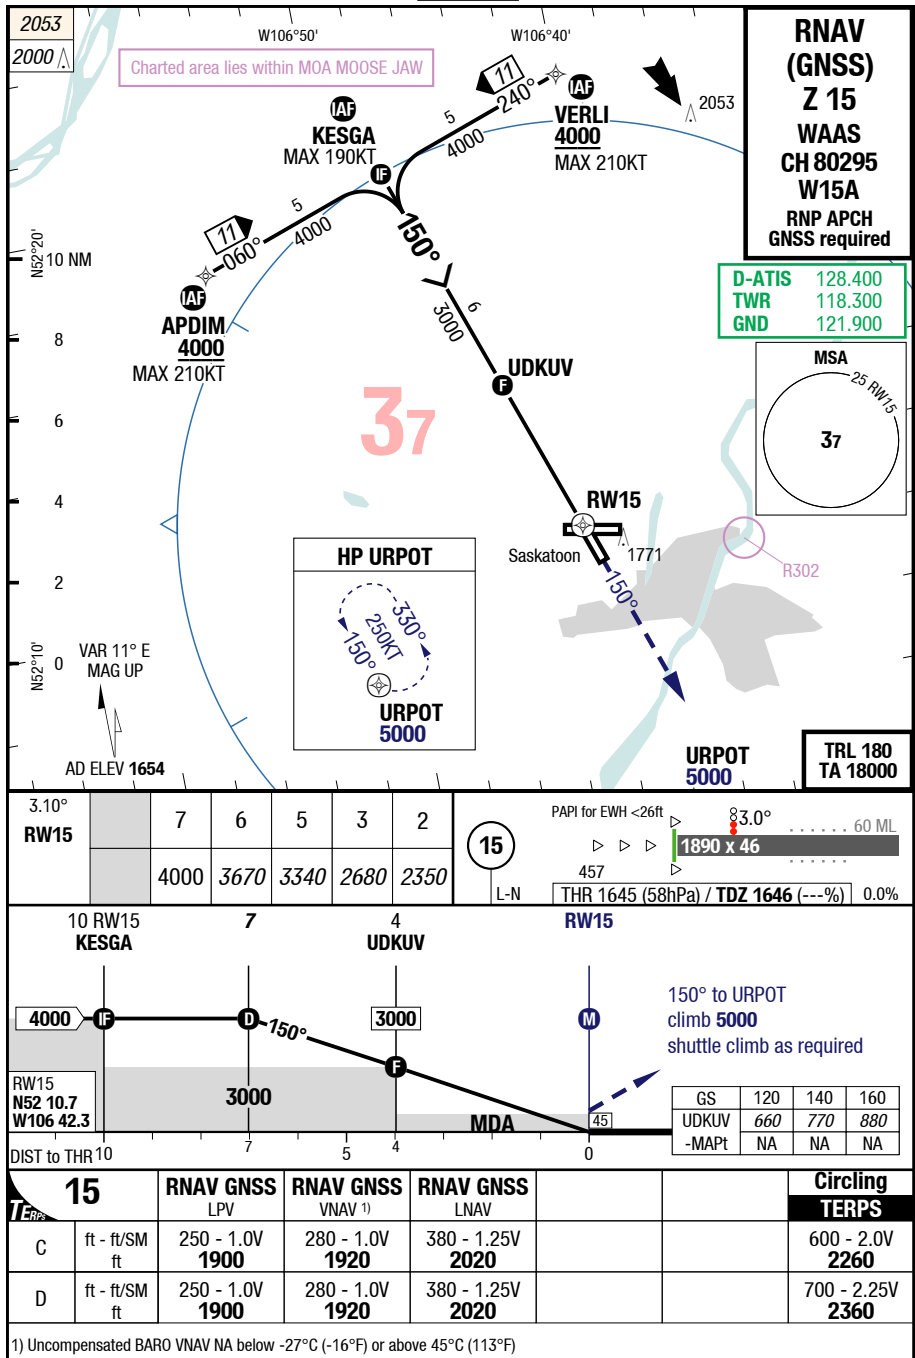 2053
2000
W106°50'
W106°40'
Charted area lies within MOA MOOSE JAW
RNAV
(GNSS)
Z 15
WAAS
CH 80295
W15A
RNP APCH
GNSS required
IAF
KESGA
MAX 190KT
IF
11
240°
5
4000
IAF
VERLI
4000
MAX 210KT
2053
11
060°
5
4000
IAF
APDIM
4000
MAX 210KT
150°
6
3000
F
UDKUV
N52°20'
10 NM
8
6
4
2
0
N52°10'
D-ATIS 128.400
TWR 118.300
GND 121.900
MSA
25 RW15
37
37
RW15
Saskatoon
1771
R302
150°
HP URPOT
330°
250KT
150°
URPOT
5000
VAR 11° E
MAG UP
AD ELEV 1654
URPOT
5000
TRL 180
TA 18000
3.10°
RW15
7 6 5 3 2
4000 3670 3340 2680 2350
15
L-N
PAPI for EWH <26ft
3.0°
60 ML
1890 x 46
457
THR 1645 (58hPa) / TDZ 1646 (---%) 0.0%
10 RW15
KESGA
7
4
UDKUV
RW15
4000
IF
D
150°
3000
F
M
150° to URPOT
climb 5000
shuttle climb as required
RW15
N52 10.7
W106 42.3
3000
MDA
45
GS 120 140 160
UDKUV 660 770 880
-MAPt NA NA NA
DIST to THR 10 7 5 4 0
TERPS
15
RNAV GNSS
LPV
RNAV GNSS
VNAV 1)
RNAV GNSS
LNAV
Circling
TERPS
C
ft - ft/SM
ft
250 - 1.0V
1900
280 - 1.0V
1920
380 - 1.25V
2020
600 - 2.0V
2260
D
ft - ft/SM
ft
250 - 1.0V
1900
280 - 1.0V
1920
380 - 1.25V
2020
700 - 2.25V
2360
1) Uncompensated BARO VNAV NA below -27°C (-16°F) or above 45°C (113°F)